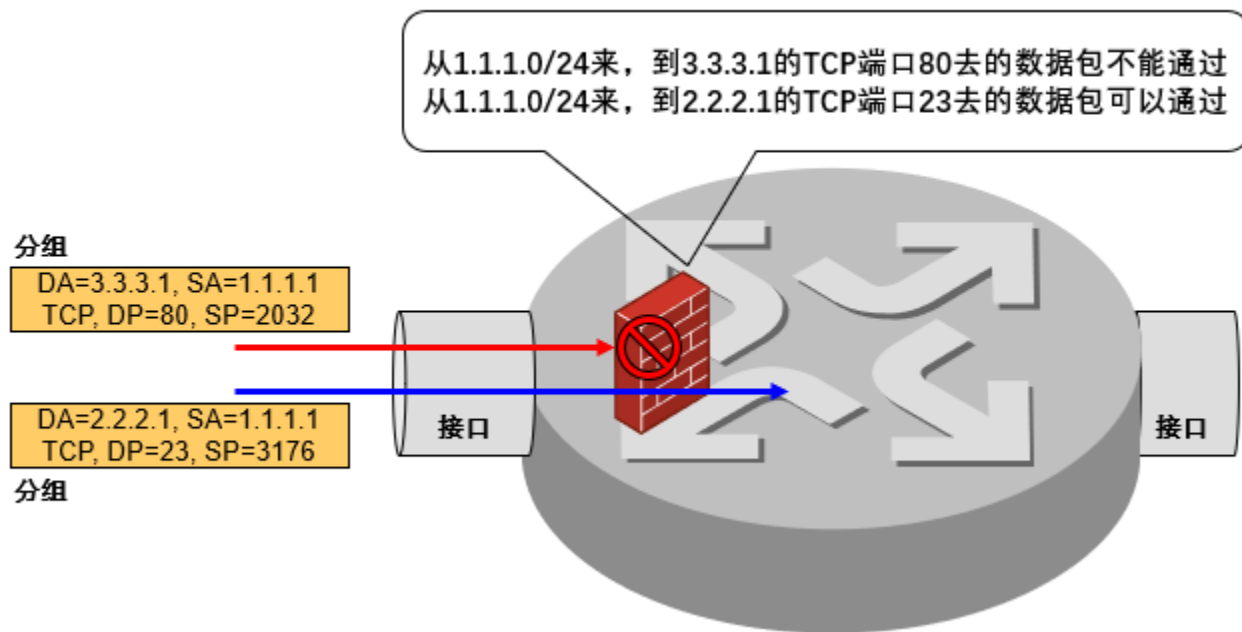 从1.1.1.0/24来，到3.3.3.1的TCP端口80去的数据包不能通过
从1.1.1.0/24来，到2.2.2.1的TCP端口23去的数据包可以通过
分组
DA=3.3.3.1, SA=1.1.1.1
TCP, DP=80, SP=2032
DA=2.2.2.1, SA=1.1.1.1
TCP, DP=23, SP=3176
分组
接口
接口